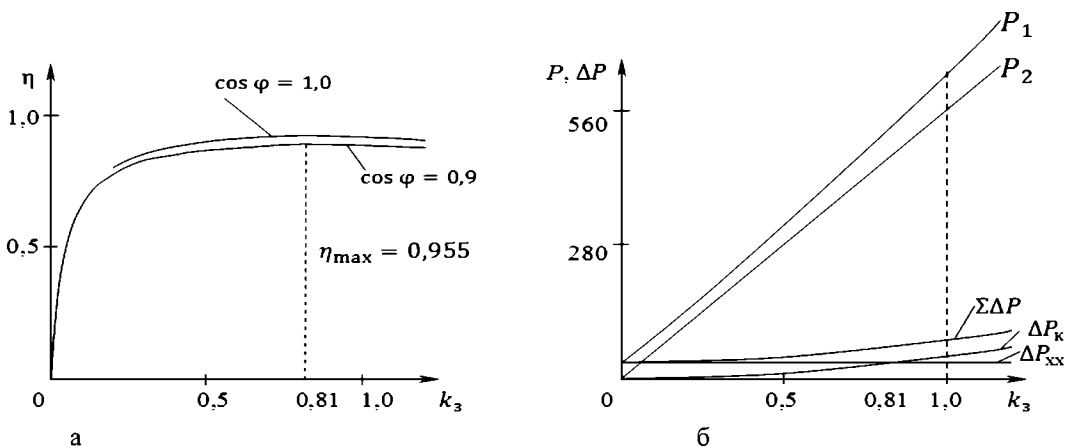 η
1,0
0,5
cos φ = 1,0
cos φ = 0,9
η_max = 0,955
0 0,5 0,81 1,0 k_з
а
P, ΔP
560
280
P_1
P_2
ΣΔP
ΔP_к
ΔP_хх
0 0,5 0,81 1,0 k_з
б